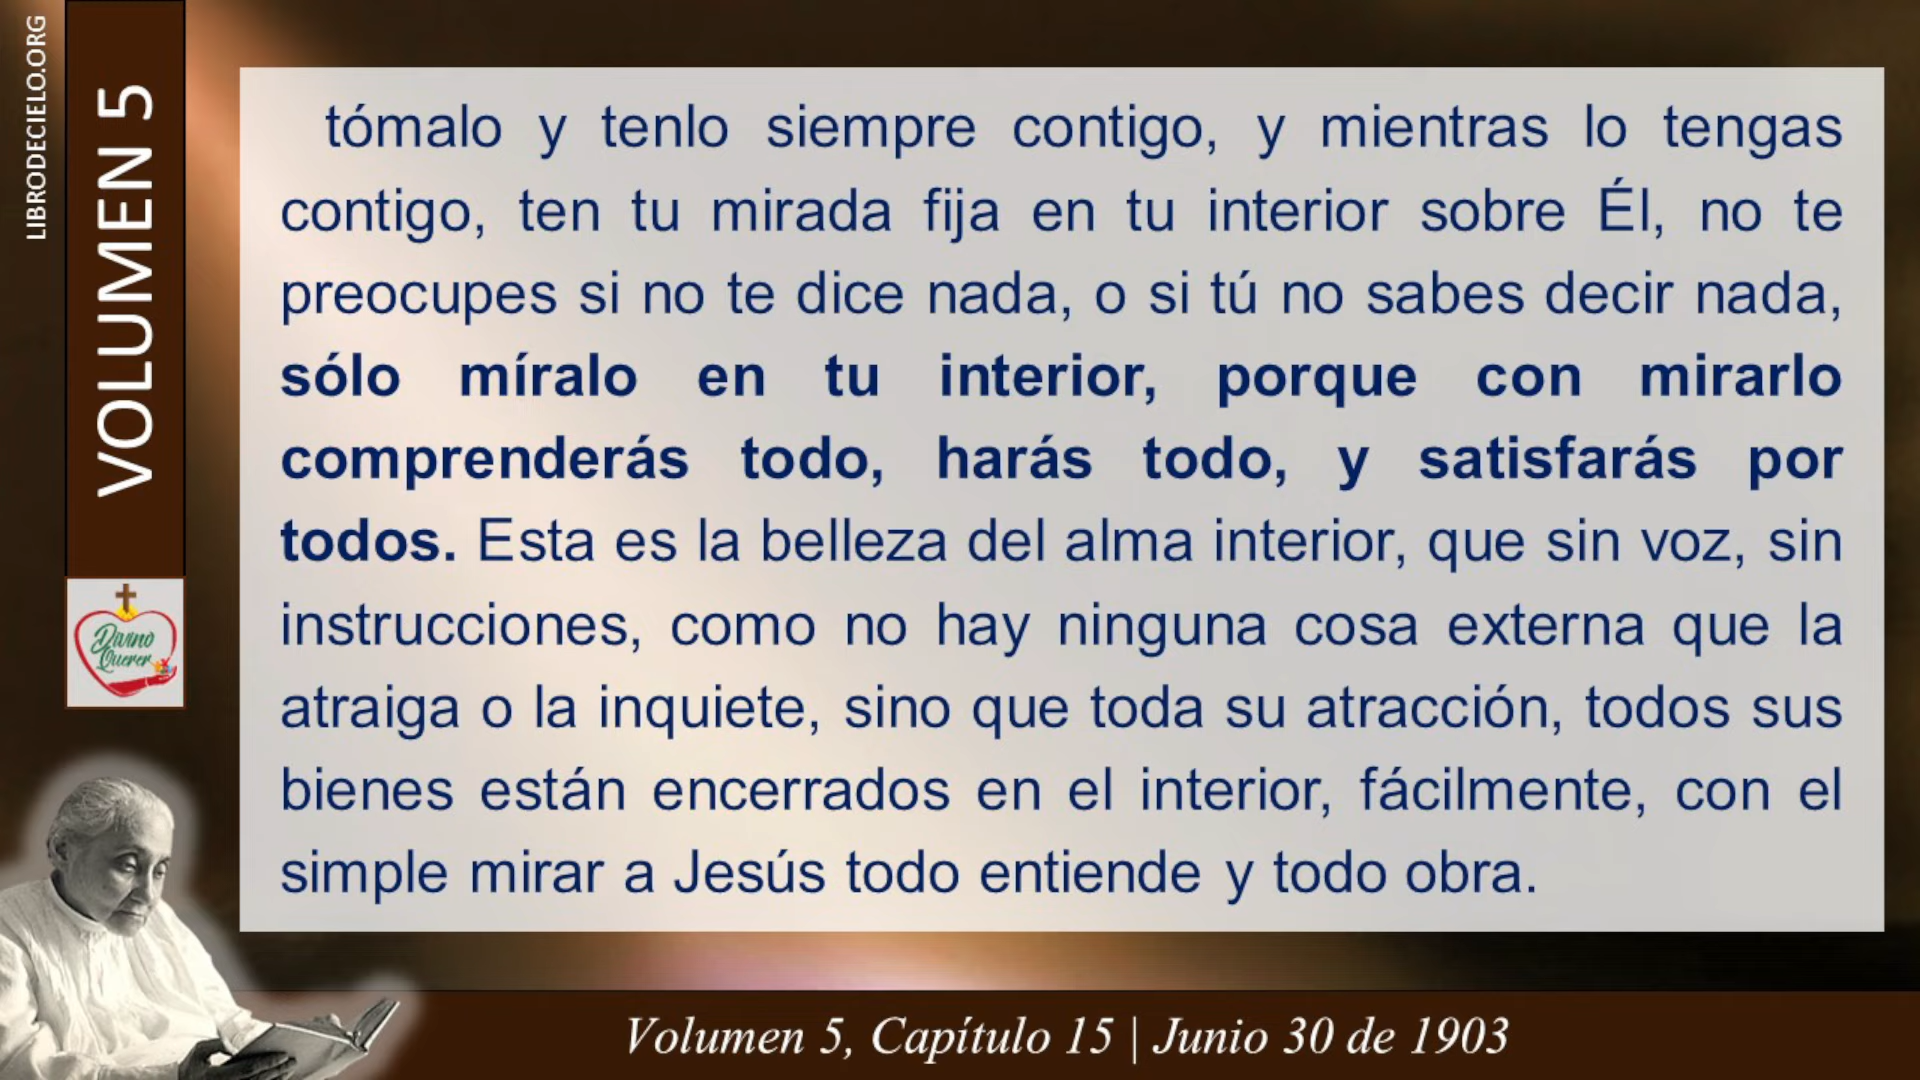 LIBRODECIELO.ORG
VOLUMEN 5
Divino
Querer
tómalo y tenlo siempre contigo, y mientras lo tengas
contigo, ten tu mirada fija en tu interior sobre Él, no te
preocupes si no te dice nada, o si tú no sabes decir nada,
sólo míralo en tu interior, porque con mirarlo
comprenderás todo, harás todo, y satisfarás por
todos. Esta es la belleza del alma interior, que sin voz, sin
instrucciones, como no hay ninguna cosa externa que la
atraiga o la inquiete, sino que toda su atracción, todos sus
bienes están encerrados en el interior, fácilmente, con el
simple mirar a Jesús todo entiende y todo obra.
Volumen 5, Capítulo 15 | Junio 30 de 1903